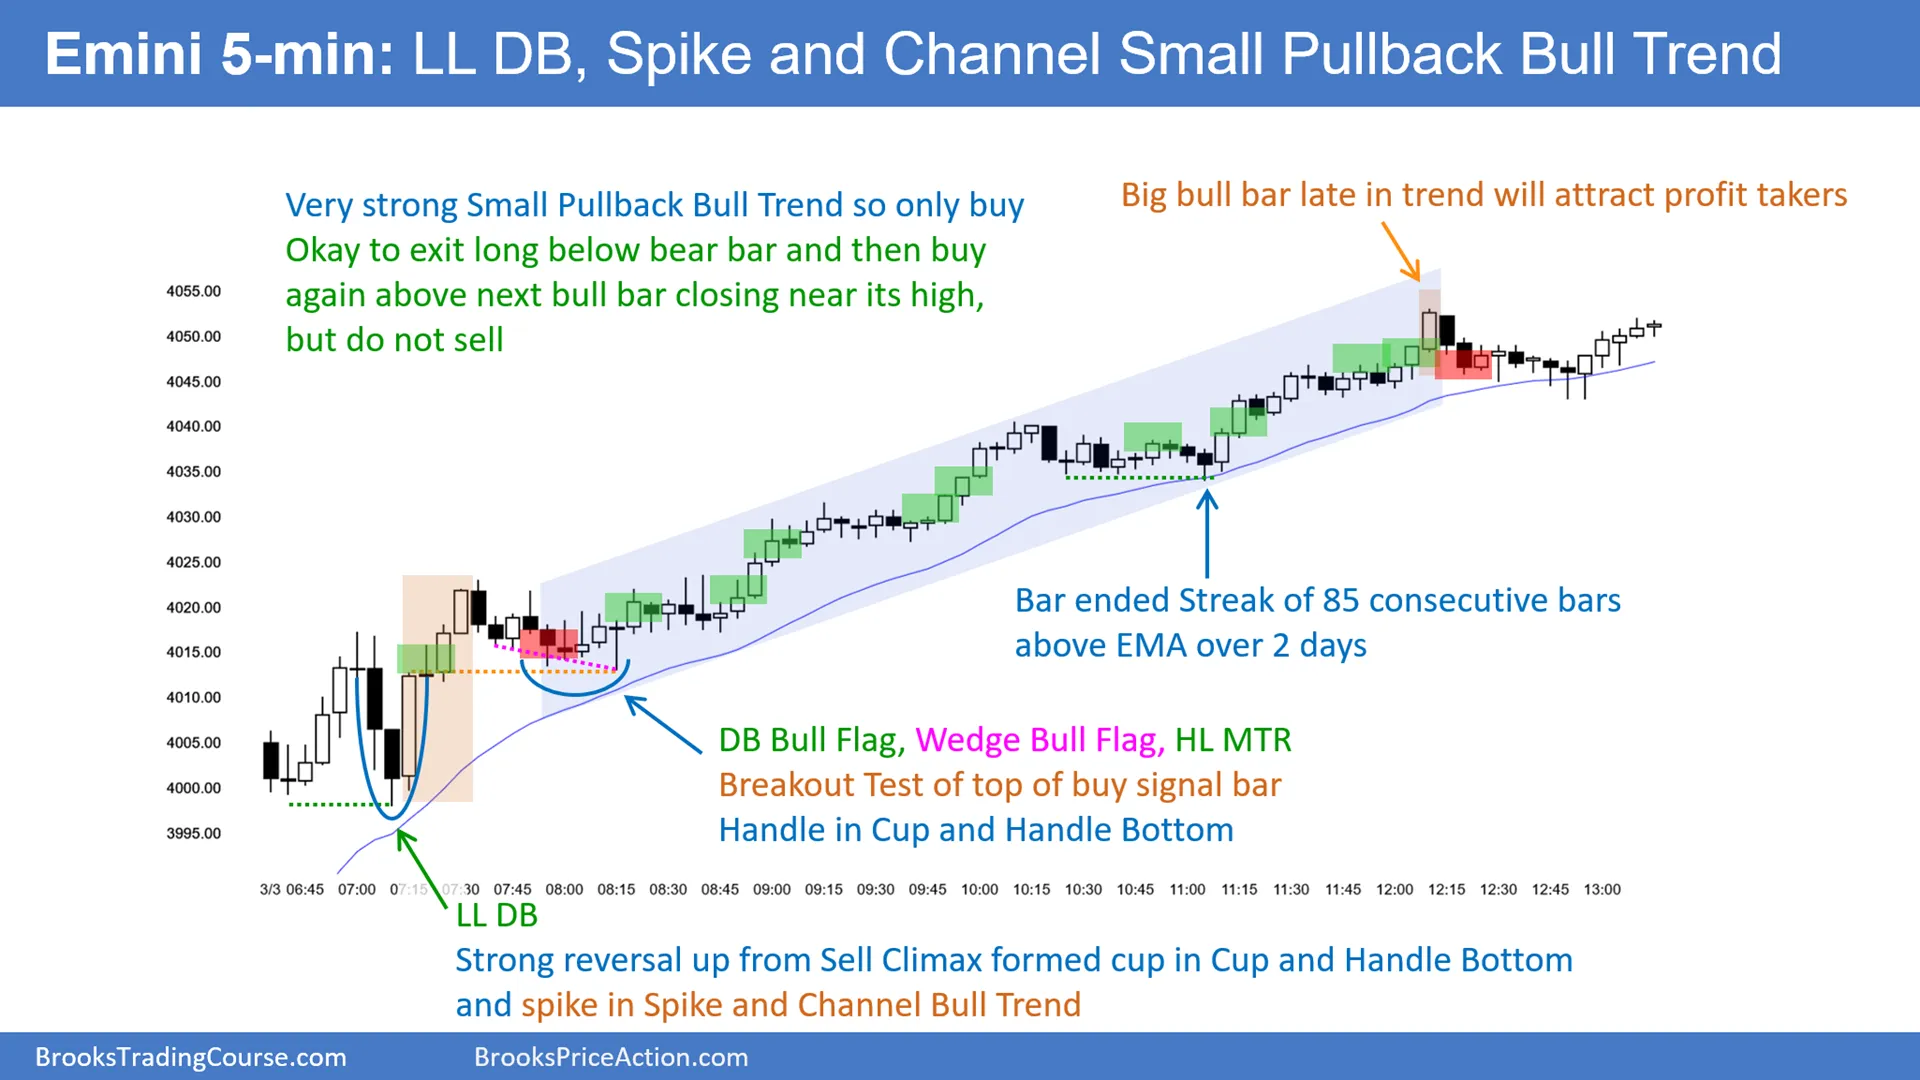 Emini 5-min: LL DB, Spike and Channel Small Pullback Bull Trend
Very strong Small Pullback Bull Trend so only buy
Okay to exit long below bear bar and then buy
again above next bull bar closing near its high,
but do not sell
Big bull bar late in trend will attract profit takers
4055.00
4050.00
4045.00
4040.00
4035.00
4030.00
4025.00
4020.00
4015.00
4010.00
4005.00
4000.00
3995.00
Bar ended Streak of 85 consecutive bars
above EMA over 2 days
DB Bull Flag, Wedge Bull Flag, HL MTR
Breakout Test of top of buy signal bar
Handle in Cup and Handle Bottom
3/3 06:45 07:00 07:15 07:30 07:45 08:00 08:15 08:30 08:45 09:00 09:15 09:30 09:45 10:00 10:15 10:30 10:45 11:00 11:15 11:30 11:45 12:00 12:15 12:30 12:45 13:00
LL DB
Strong reversal up from Sell Climax formed cup in Cup and Handle Bottom
and spike in Spike and Channel Bull Trend
BrooksTradingCourse.com BrooksPriceAction.com